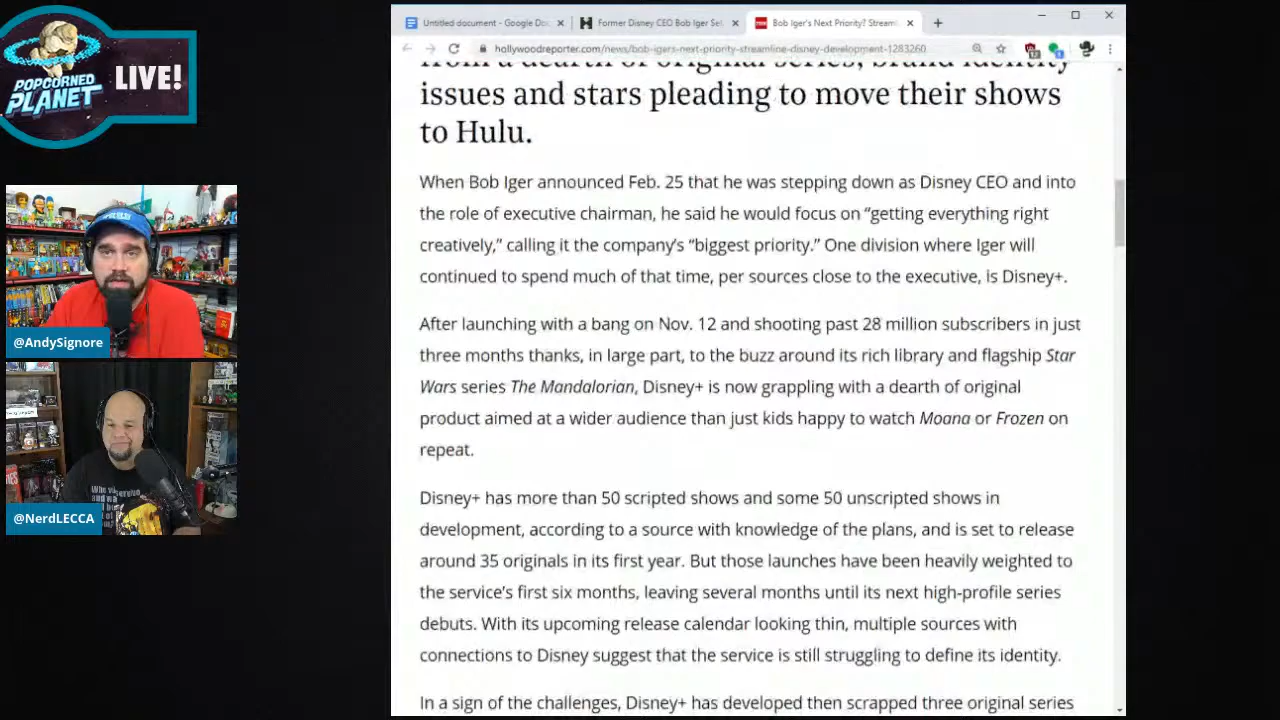 POPCORNED
PLANET
LIVE!
@AndySignore
@NerdLECCA
Untitled document - Google Doc
Former Disney CEO Bob Iger Set
Bob Iger's Next Priority? Streaml
hollywoodreporter.com/news/bob-igers-next-priority-streamline-disney-development-1283260
from a dearth of original series, brand identity
issues and stars pleading to move their shows
to Hulu.
When Bob Iger announced Feb. 25 that he was stepping down as Disney CEO and into
the role of executive chairman, he said he would focus on “getting everything right
creatively,” calling it the company’s “biggest priority.” One division where Iger will
continued to spend much of that time, per sources close to the executive, is Disney+.
After launching with a bang on Nov. 12 and shooting past 28 million subscribers in just
three months thanks, in large part, to the buzz around its rich library and flagship Star
Wars series The Mandalorian, Disney+ is now grappling with a dearth of original
product aimed at a wider audience than just kids happy to watch Moana or Frozen on
repeat.
Disney+ has more than 50 scripted shows and some 50 unscripted shows in
development, according to a source with knowledge of the plans, and is set to release
around 35 originals in its first year. But those launches have been heavily weighted to
the service’s first six months, leaving several months until its next high-profile series
debuts. With its upcoming release calendar looking thin, multiple sources with
connections to Disney suggest that the service is still struggling to define its identity.
In a sign of the challenges, Disney+ has developed then scrapped three original series